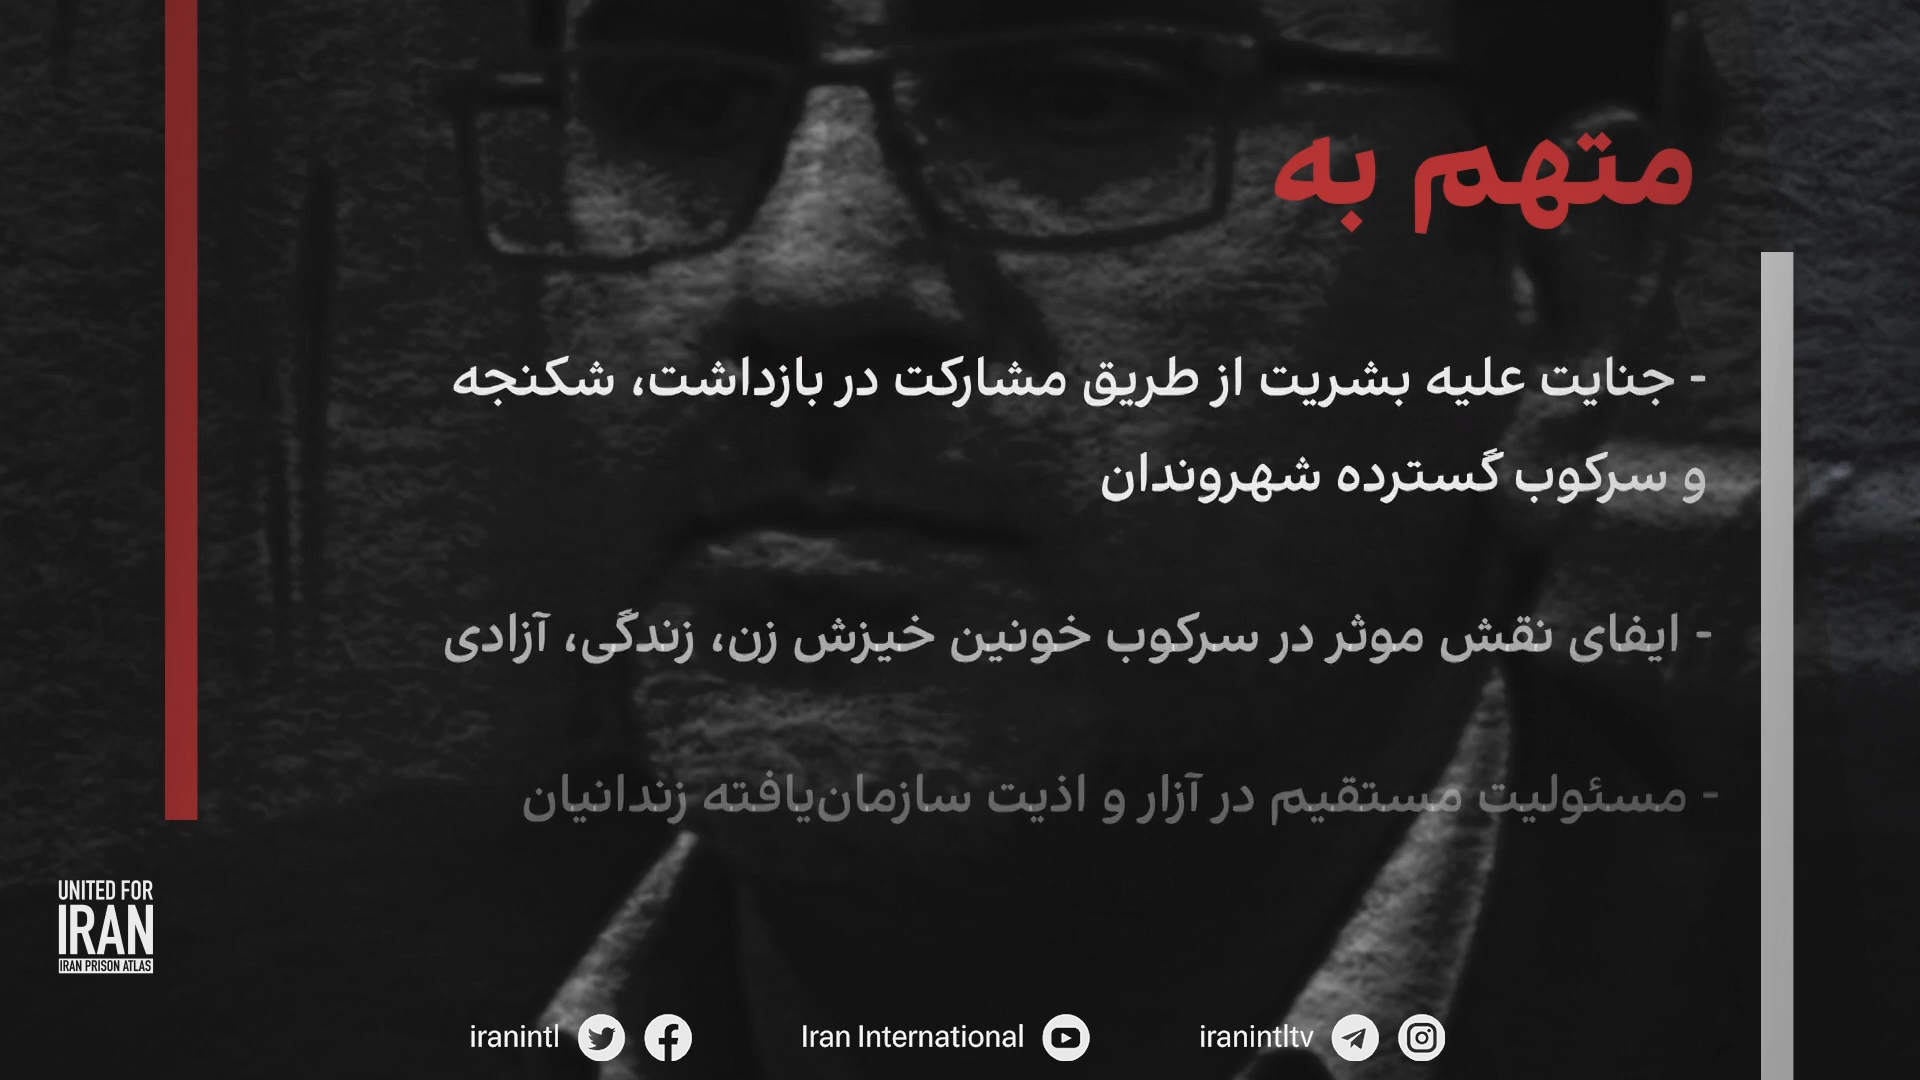 متهم به
- جنایت علیه بشریت از طریق مشارکت در بازداشت، شکنجه
و سرکوب گسترده شهروندان
- ایفای نقش موثر در سرکوب خونین خیزش زن، زندگی، آزادی
- مسئولیت مستقیم در آزار و اذیت سازمان‌یافته زندانیان
UNITED FOR
IRAN
IRAN PRISON ATLAS
iranintl
Iran International
iranintltv